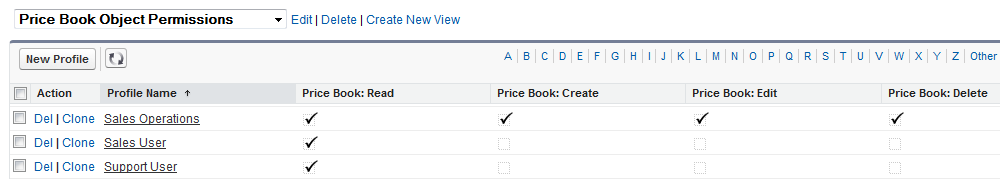 Price Book Object Permissions Edit | Delete | Create New View
New Profile A B C D E F G H I J K L M N O P Q R S T U V W X Y Z Other
Action Profile Name Price Book: Read Price Book: Create Price Book: Edit Price Book: Delete
Del | Clone Sales Operations
Del | Clone Sales User
Del | Clone Support User